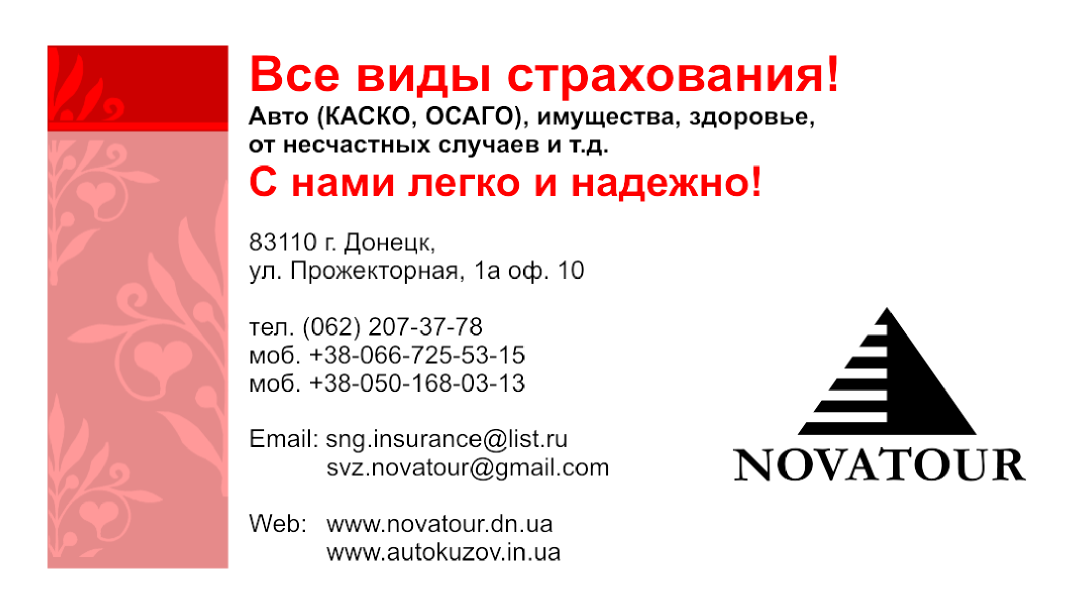 Все виды страхования!
Авто (КАСКО, ОСАГО), имущества, здоровье,
от несчастных случаев и т.д.
С нами легко и надежно!
83110 г. Донецк,
ул. Прожекторная, 1а оф. 10
тел. (062) 207-37-78
моб. +38-066-725-53-15
моб. +38-050-168-03-13
Email: sng.insurance@list.ru
svz.novatour@gmail.com
Web: www.novatour.dn.ua
www.autokuzov.in.ua
NOVATOUR